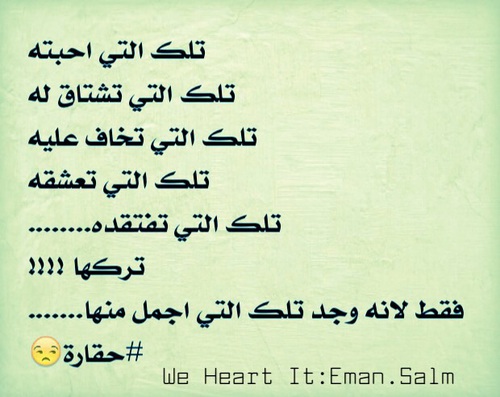 تلك التي احبته
تلك التي تشتاق له
تلك التي تخاف عليه
تلك التي تعشقه
تلك التي تفتقده........
تركها !!!!
فقط لانه وجد تلك التي اجمل منها.......
#حقارة😒
We Heart It:Eman.Salm